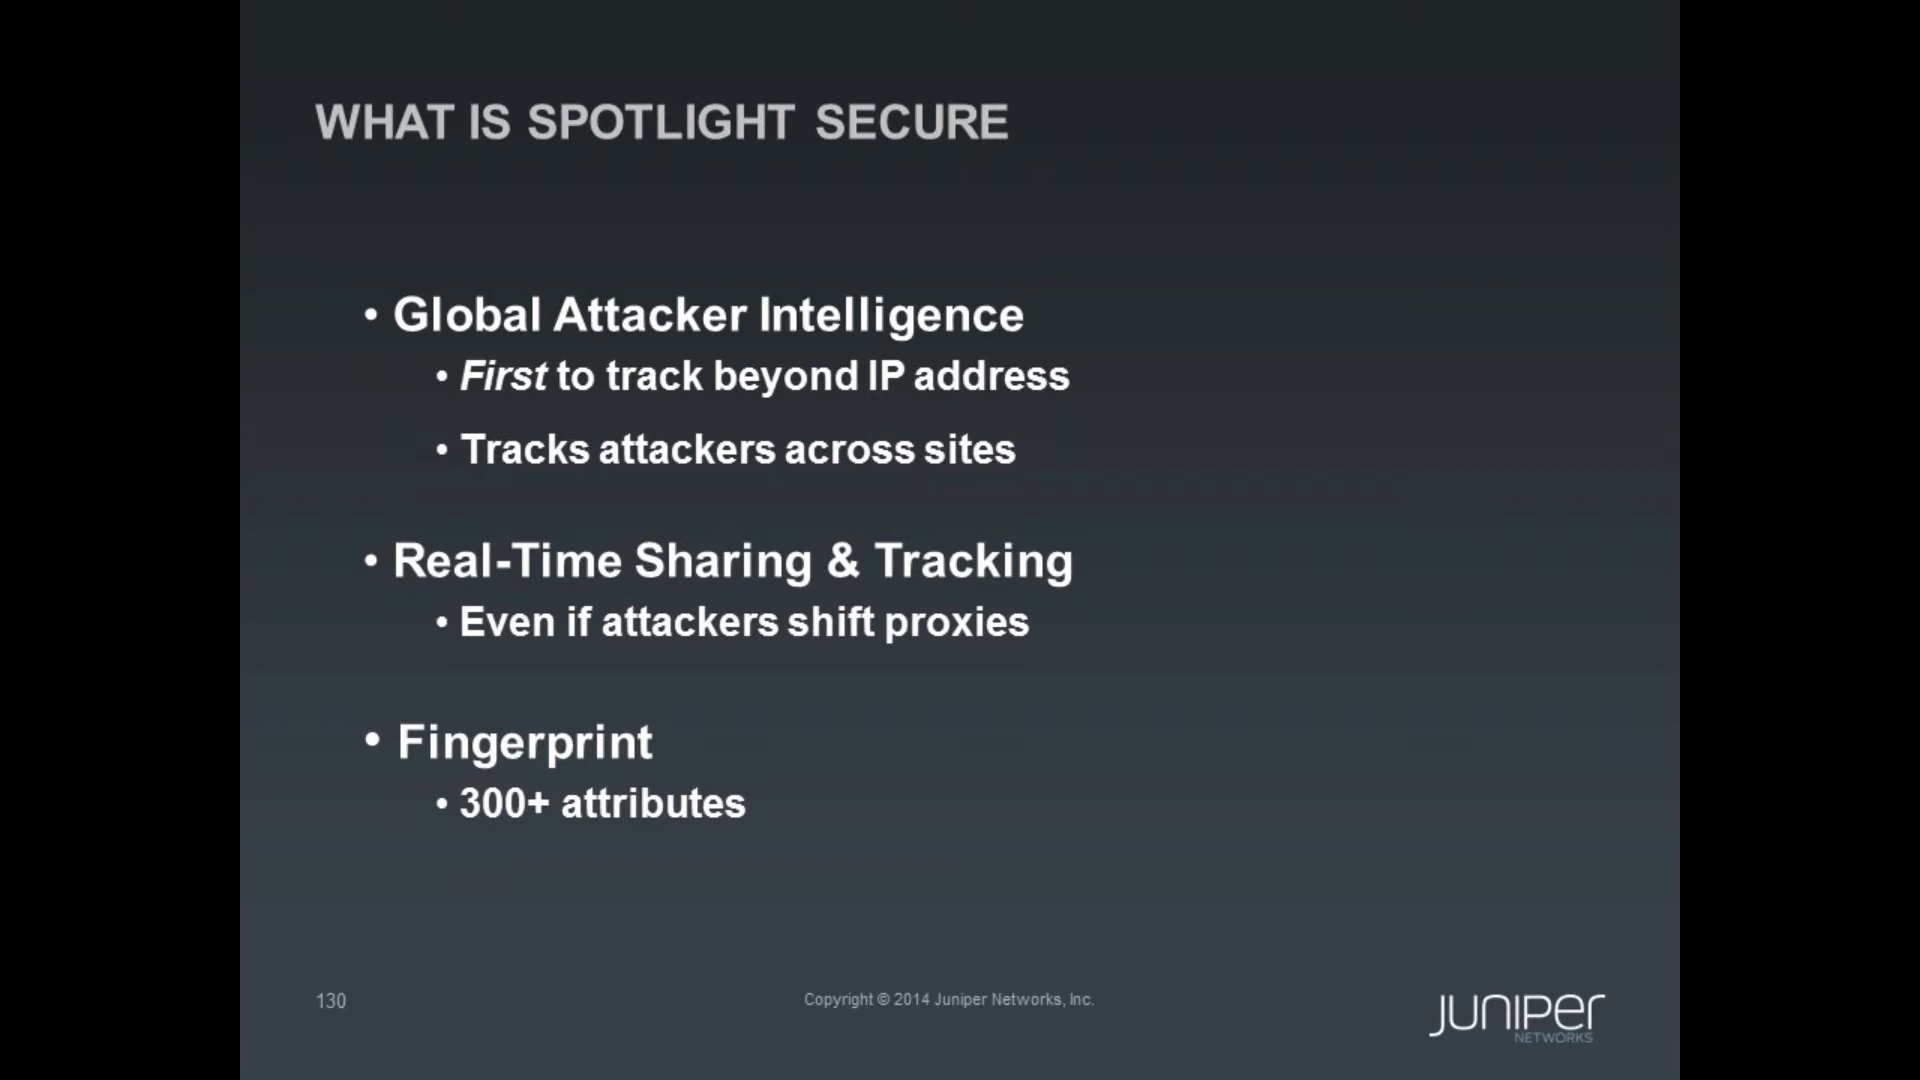 WHAT IS SPOTLIGHT SECURE
• Global Attacker Intelligence
• First to track beyond IP address
• Tracks attackers across sites
• Real-Time Sharing & Tracking
• Even if attackers shift proxies
• Fingerprint
• 300+ attributes
130
Copyright © 2014 Juniper Networks, Inc.
JUNIPER
NETWORKS